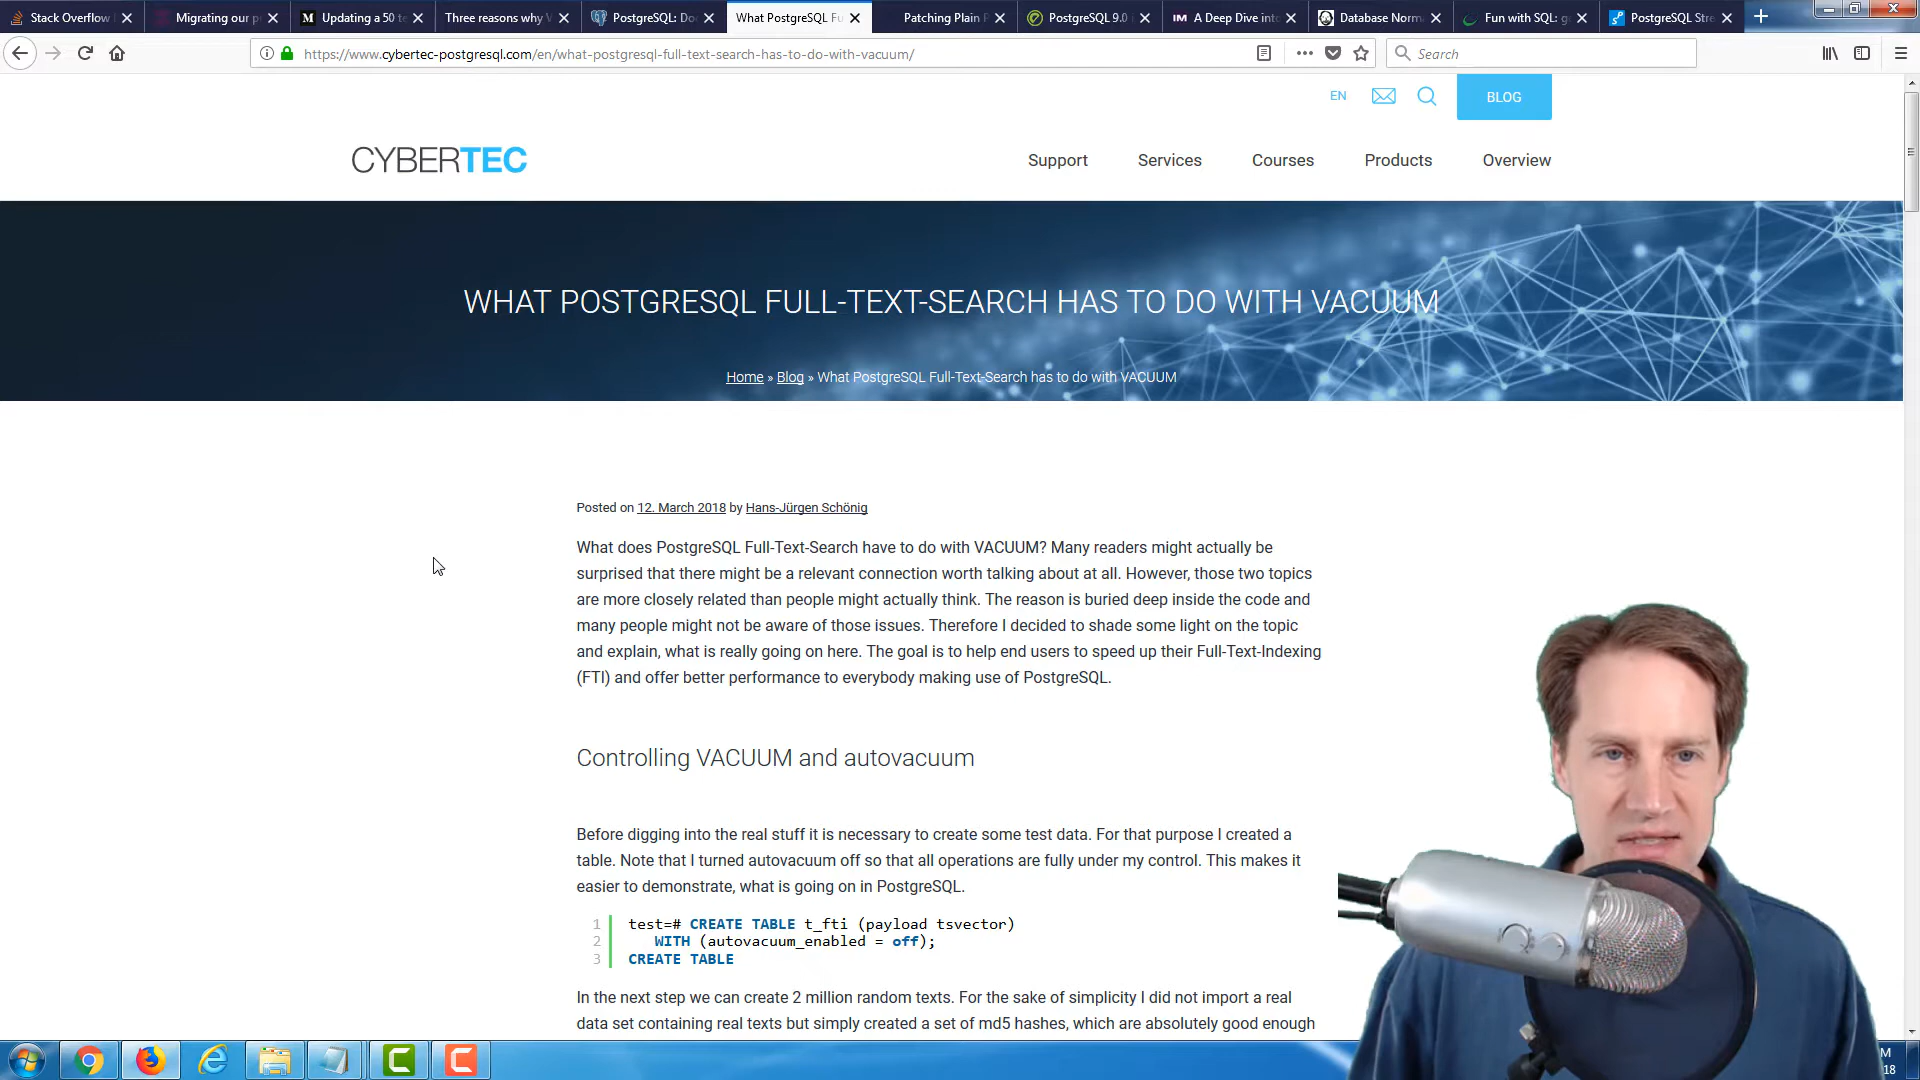 Stack Overflow
Migrating our p
Updating a 50 te
Three reasons why V
PostgreSQL: Do
What PostgreSQL Fu
Patching Plain P
PostgreSQL 9.0
IM A Deep Dive into
Database Norm
Fun with SQL: g
PostgreSQL Stre
https://www.cybertec-postgresql.com/en/what-postgresql-full-text-search-has-to-do-with-vacuum/
Search
EN
BLOG
CYBERTEC
Support
Services
Courses
Products
Overview
WHAT POSTGRESQL FULL-TEXT-SEARCH HAS TO DO WITH VACUUM
Home » Blog » What PostgreSQL Full-Text-Search has to do with VACUUM
Posted on 12. March 2018 by Hans-Jürgen Schönig
What does PostgreSQL Full-Text-Search have to do with VACUUM? Many readers might actually be
surprised that there might be a relevant connection worth talking about at all. However, those two topics
are more closely related than people might actually think. The reason is buried deep inside the code and
many people might not be aware of those issues. Therefore I decided to shade some light on the topic
and explain, what is really going on here. The goal is to help end users to speed up their Full-Text-Indexing
(FTI) and offer better performance to everybody making use of PostgreSQL.
Controlling VACUUM and autovacuum
Before digging into the real stuff it is necessary to create some test data. For that purpose I created a
table. Note that I turned autovacuum off so that all operations are fully under my control. This makes it
easier to demonstrate, what is going on in PostgreSQL.
1 test=# CREATE TABLE t_fti (payload tsvector)
2 WITH (autovacuum_enabled = off);
3 CREATE TABLE
In the next step we can create 2 million random texts. For the sake of simplicity I did not import a real
data set containing real texts but simply created a set of md5 hashes, which are absolutely good enough
M
18